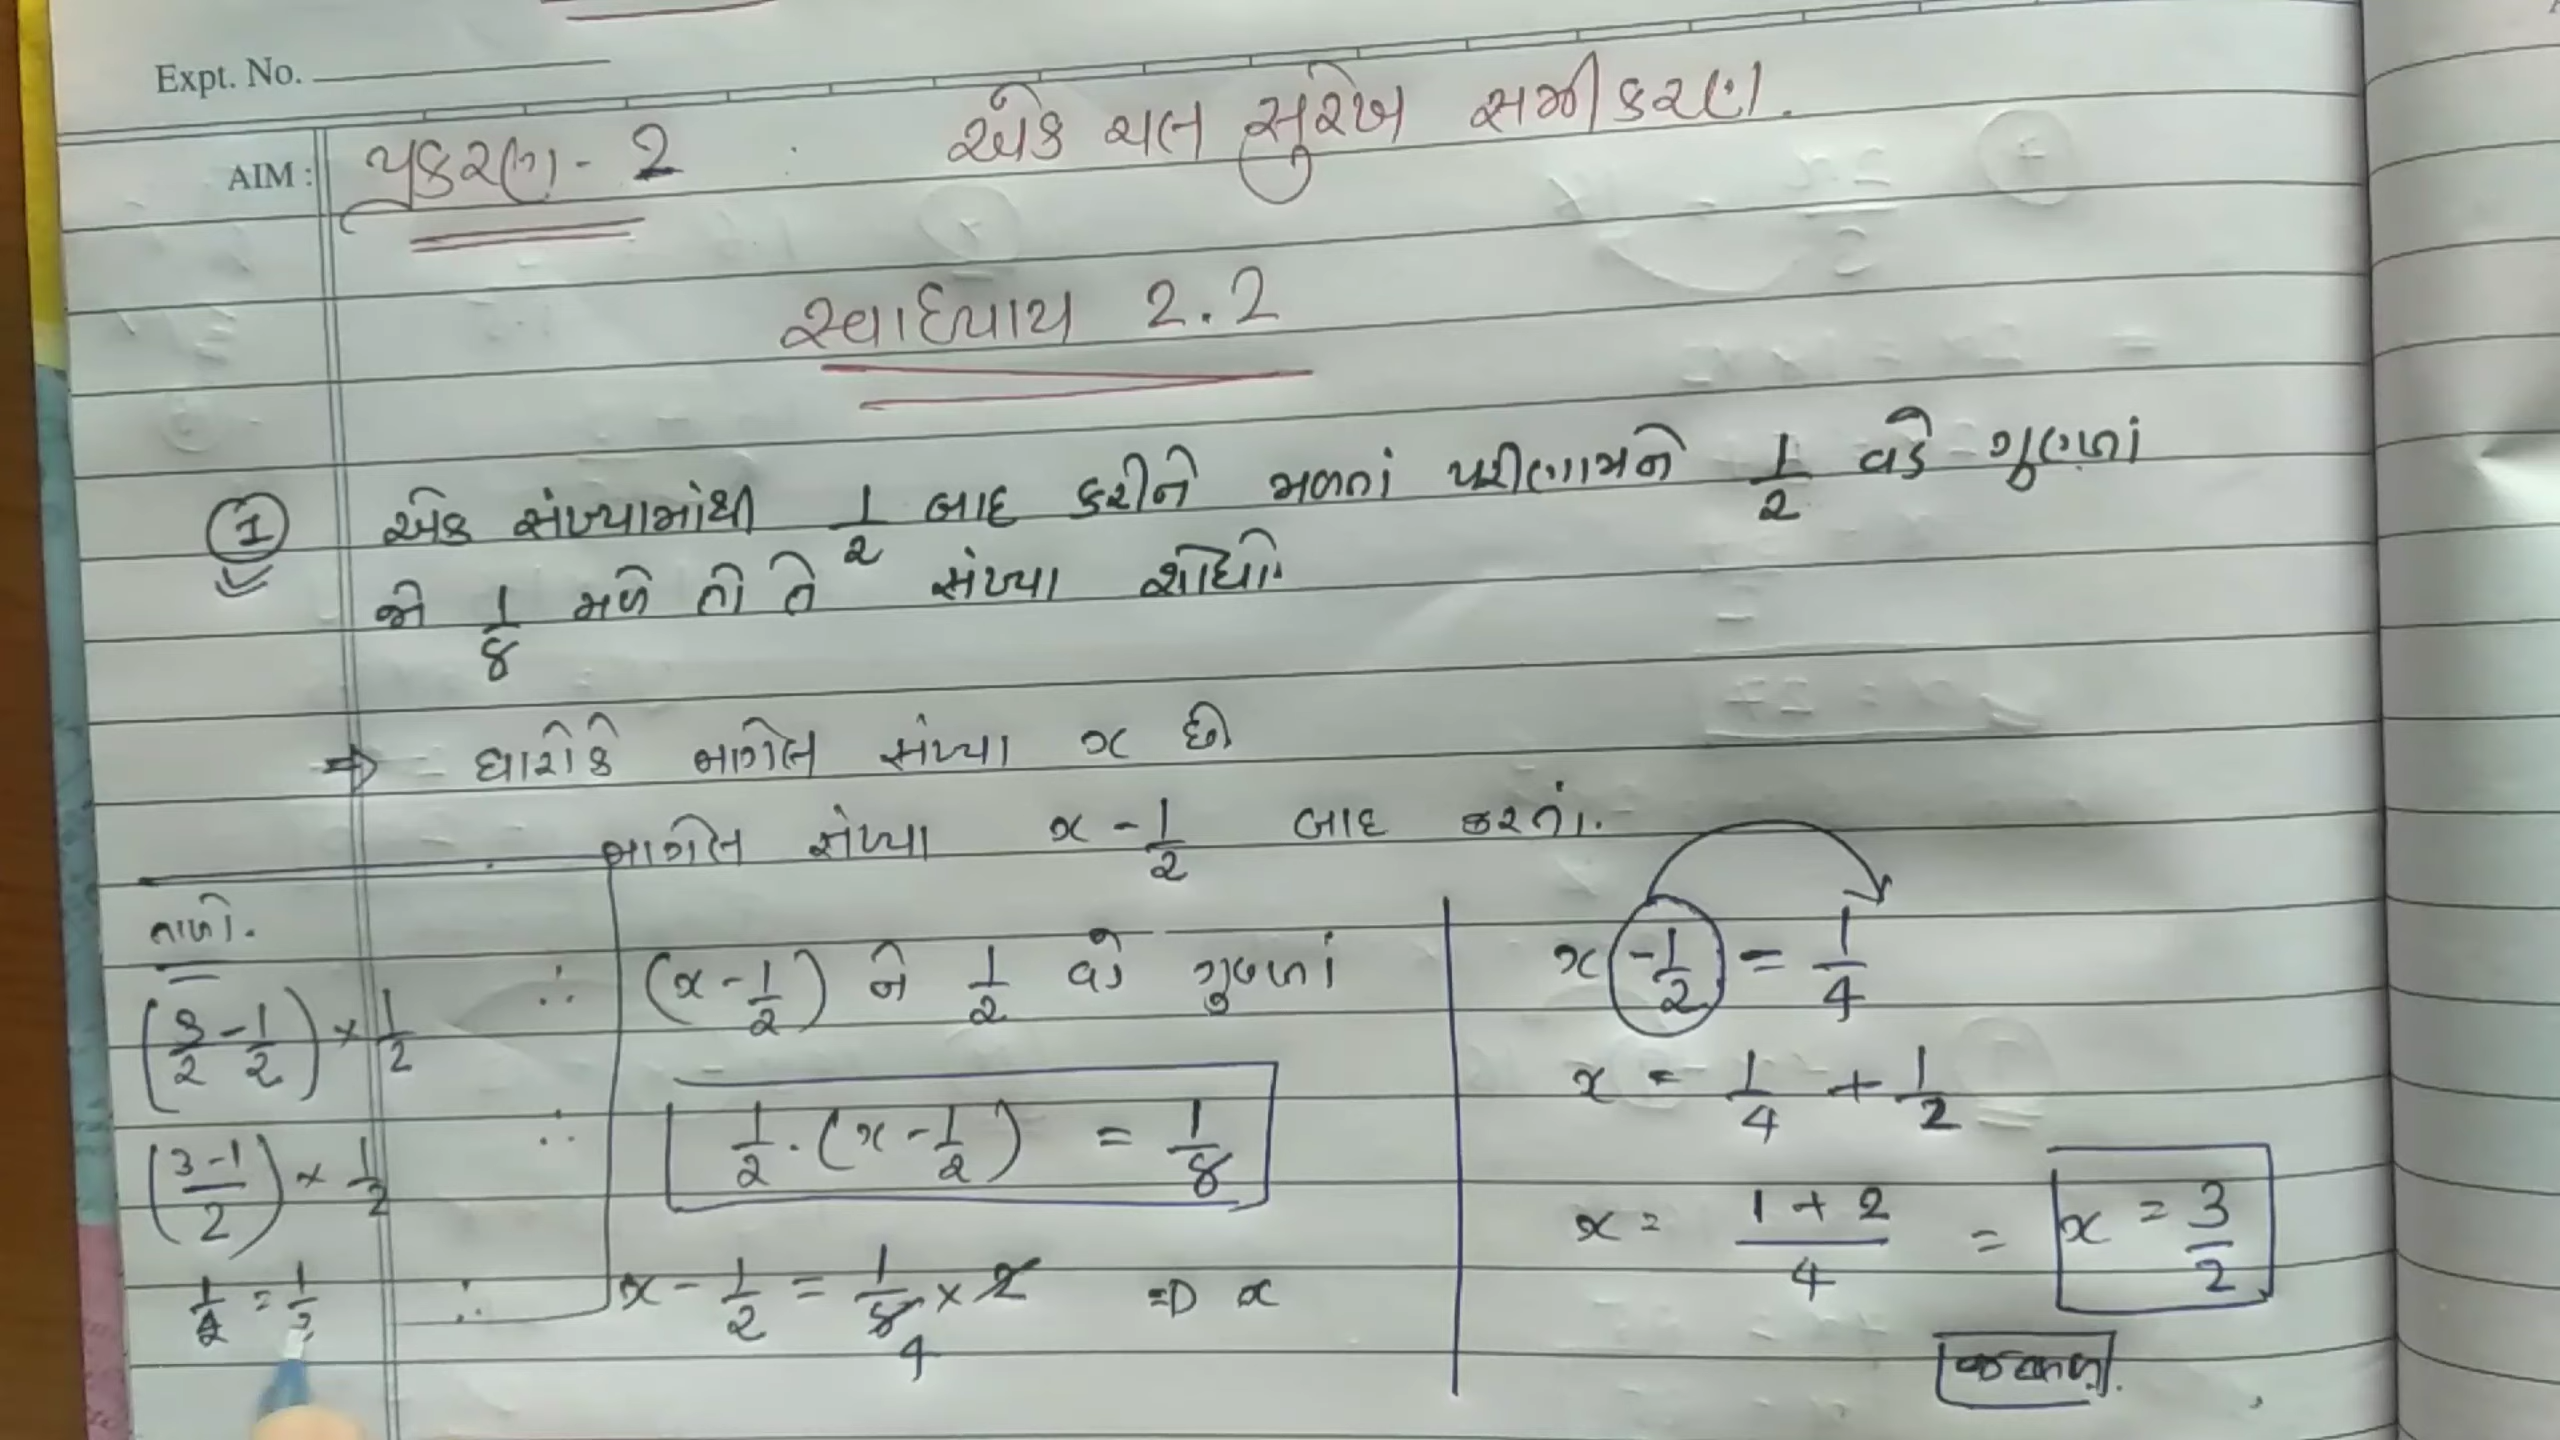 Expt. No.
AIM : પ્રકરણ - 2 એક ચલ સુરેખ સમીકરણ.
સ્વાધ્યાય 2.2
(1) એક સંખ્યામાંથી 1/2 બાદ કરીને મળતાં પરીણામને 1/2 વડે ગુણતાં
જો 1/8 મળે તો તે સંખ્યા શોધો.
⇒ ધારોકે માગેલ સંખ્યા x છે
માગેલ સંખ્યા x - 1/2 બાદ કરતાં.
તાળો.
(3/2 - 1/2) × 1/2
((3-1)/2) × 1/2
∴ (x - 1/2) ને 1/2 વડે ગુણતાં
∴ 1/2 · (x - 1/2) = 1/8
∴ x - 1/2 = 1/8 × 2 ⇒ x
4
x - 1/2 = 1/4
x = 1/4 + 1/2
x = (1 + 2)/4 = x = 3/2